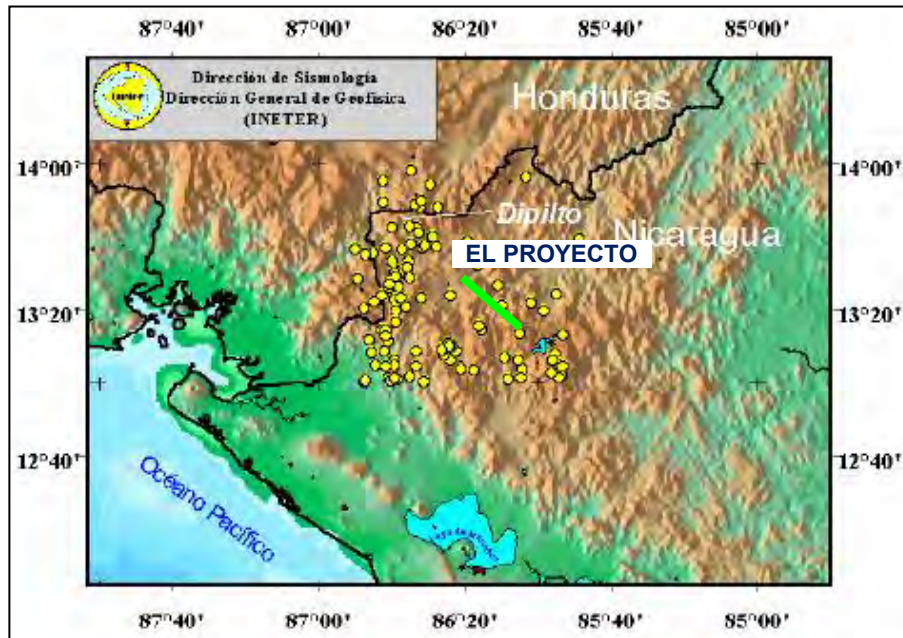 87°40' 87°00' 86°20' 85°40' 85°00'
Dirección de Sismología
Dirección General de Geofísica
(INETER)
Honduras
14°00' 14°00'
Dipilto
Nicaragua
EL PROYECTO
13°20' 13°20'
12°40' 12°40'
Océano Pacífico
87°40' 87°00' 86°20' 85°40' 85°00'